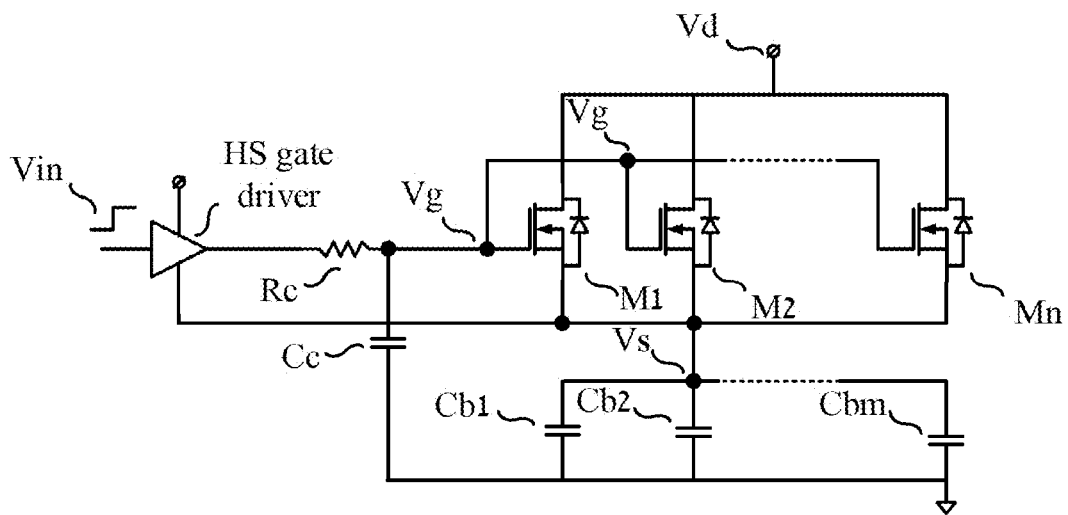 Vd
Vg
HS gate
driver
Vin
Vg
Rc
M1
M2
Mn
Cc
Vs
Cb1
Cb2
Cbm